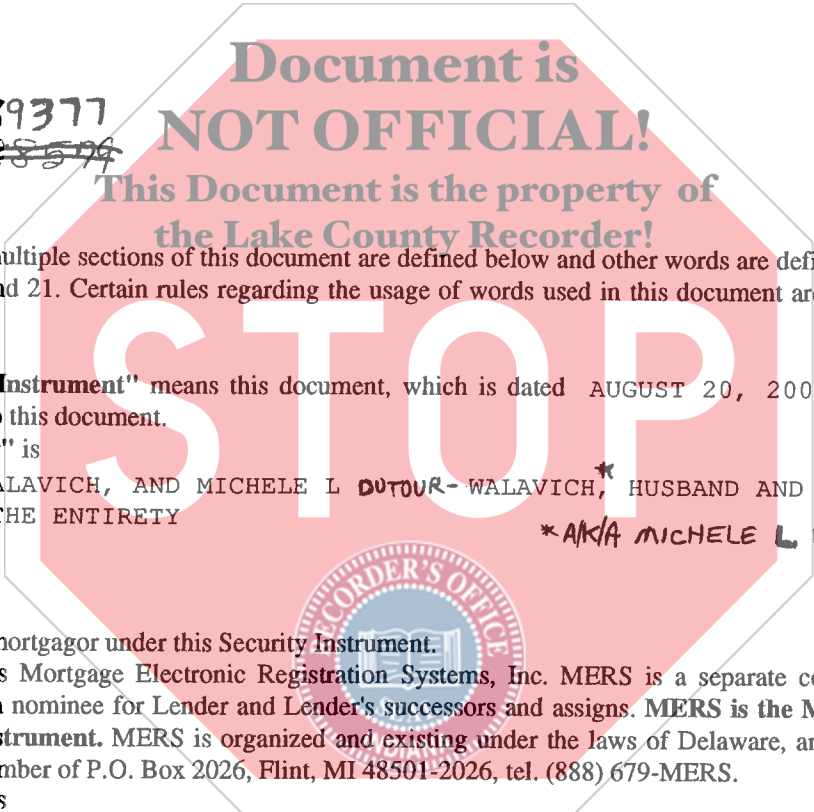 Document is
NOT OFFICIAL!
This Document is the property of
the Lake County Recorder!
9377
8579
ultiple sections of this document are defined below and other words are defi
nd 21. Certain rules regarding the usage of words used in this document ar
STOP
Instrument" means this document, which is dated AUGUST 20, 200
this document.
" is
ALAVICH, AND MICHELE L DUTOUR-WALAVICH,* HUSBAND AND
THE ENTIRETY
*A/K/A MICHELE L.
RECORDER'S OFFICE
SEAL
mortgagor under this Security Instrument.
s Mortgage Electronic Registration Systems, Inc. MERS is a separate co
nominee for Lender and Lender's successors and assigns. MERS is the M
strument. MERS is organized and existing under the laws of Delaware, an
mber of P.O. Box 2026, Flint, MI 48501-2026, tel. (888) 679-MERS.
s